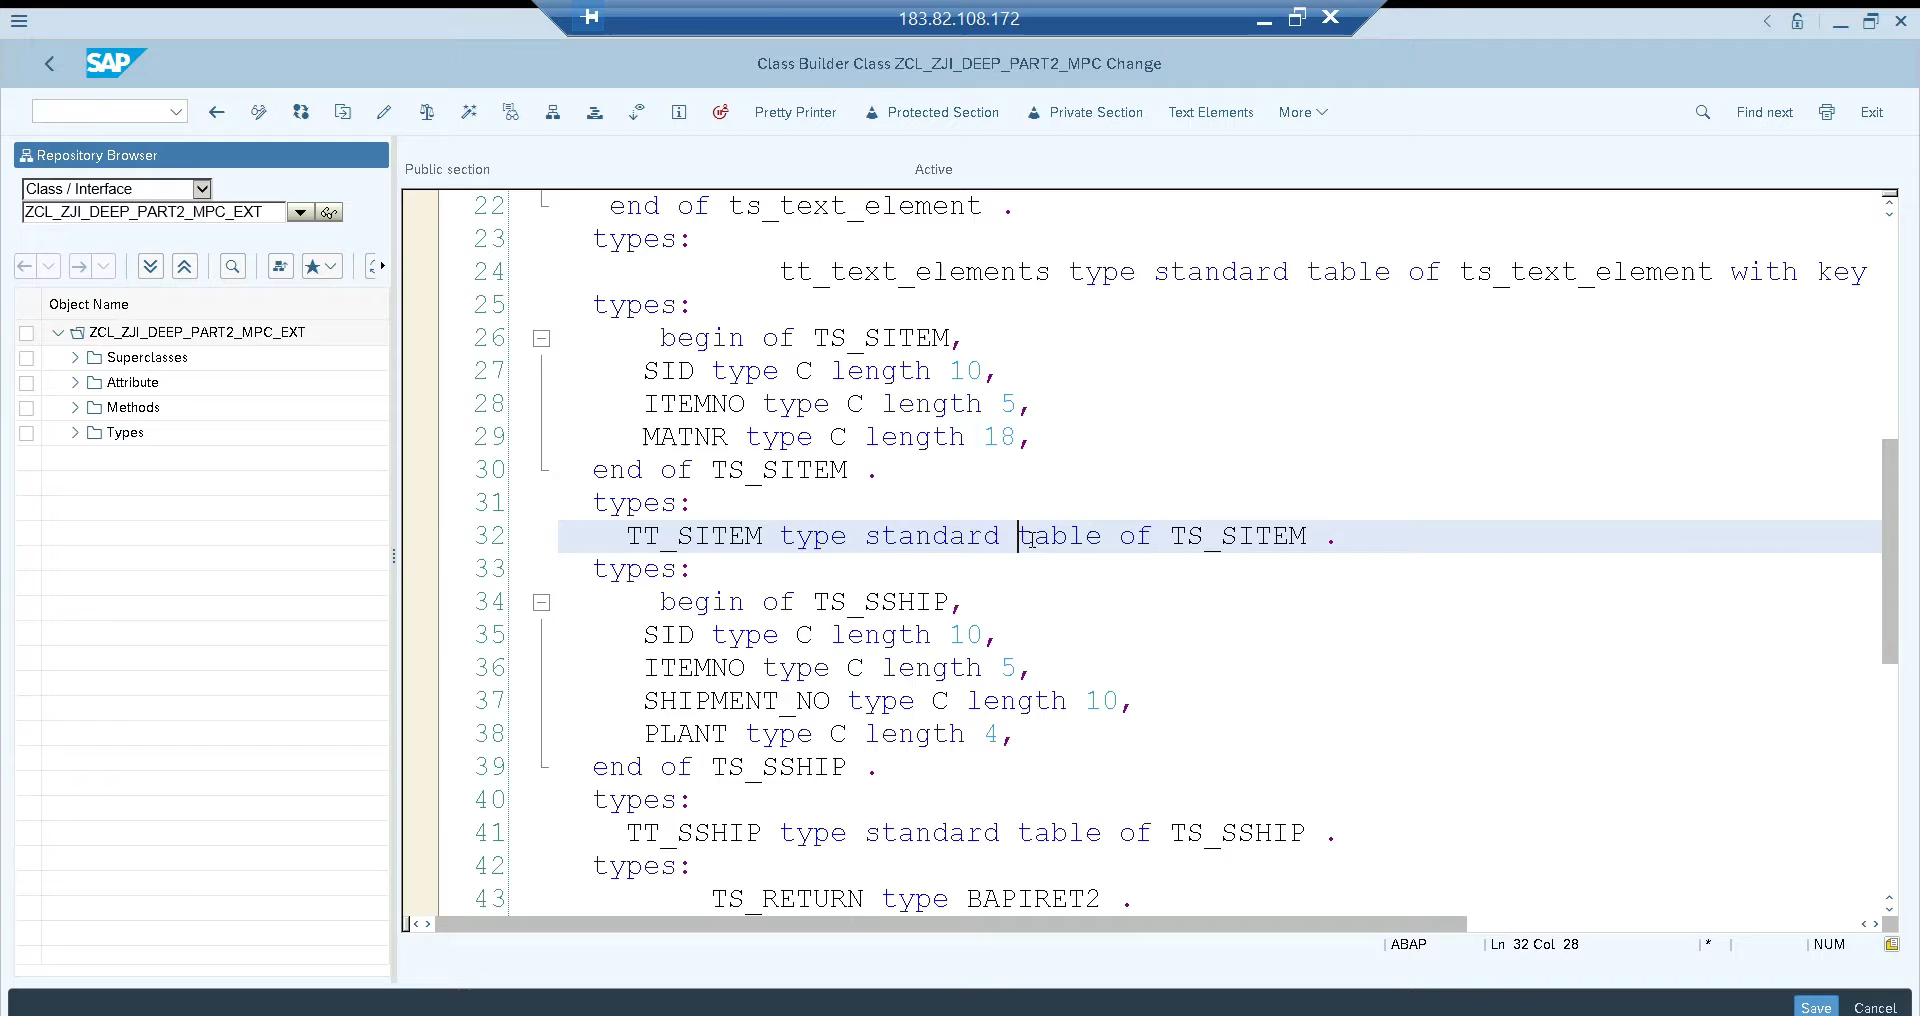 183.82.108.172
SAP
Class Builder Class ZCL_ZJI_DEEP_PART2_MPC Change
Pretty Printer
Protected Section
Private Section
Text Elements
More
Find next
Exit
Repository Browser
Class / Interface
ZCL_ZJI_DEEP_PART2_MPC_EXT
Object Name
ZCL_ZJI_DEEP_PART2_MPC_EXT
Superclasses
Attribute
Methods
Types
Public section
Active
22 end of ts_text_element .
23 types:
24 tt_text_elements type standard table of ts_text_element with key
25 types:
26 begin of TS_SITEM,
27 SID type C length 10,
28 ITEMNO type C length 5,
29 MATNR type C length 18,
30 end of TS_SITEM .
31 types:
32 TT_SITEM type standard table of TS_SITEM .
33 types:
34 begin of TS_SSHIP,
35 SID type C length 10,
36 ITEMNO type C length 5,
37 SHIPMENT_NO type C length 10,
38 PLANT type C length 4,
39 end of TS_SSHIP .
40 types:
41 TT_SSHIP type standard table of TS_SSHIP .
42 types:
43 TS_RETURN type BAPIRET2 .
ABAP
Ln 32 Col 28
*
NUM
Save
Cancel